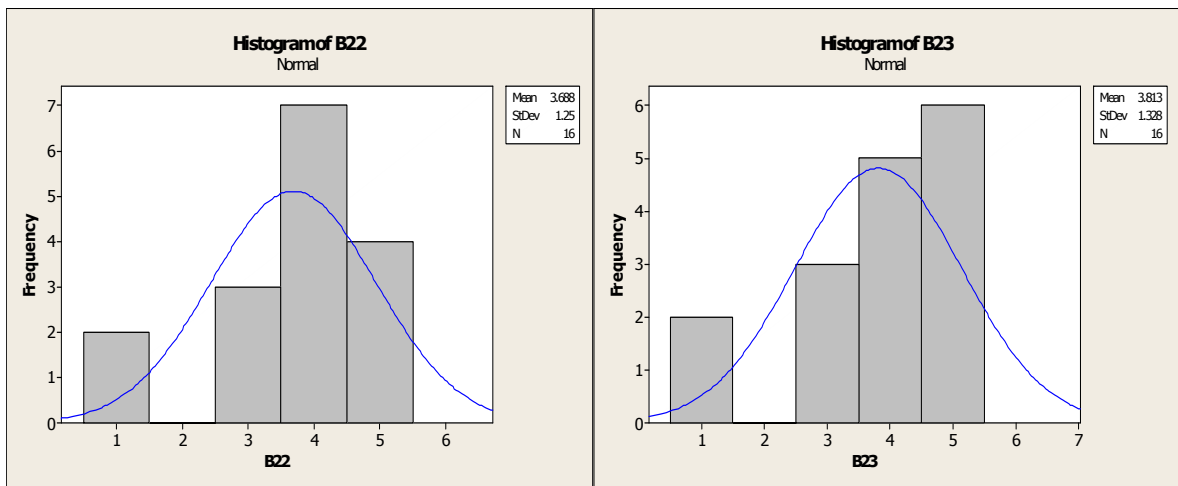 Histogram of B22
Normal
Mean 3.688
StDev 1.25
N 16
7
6
5
4
3
2
1
0
Frequency
1 2 3 4 5 6
B22
Histogram of B23
Normal
Mean 3.813
StDev 1.328
N 16
6
5
4
3
2
1
0
Frequency
1 2 3 4 5 6 7
B23